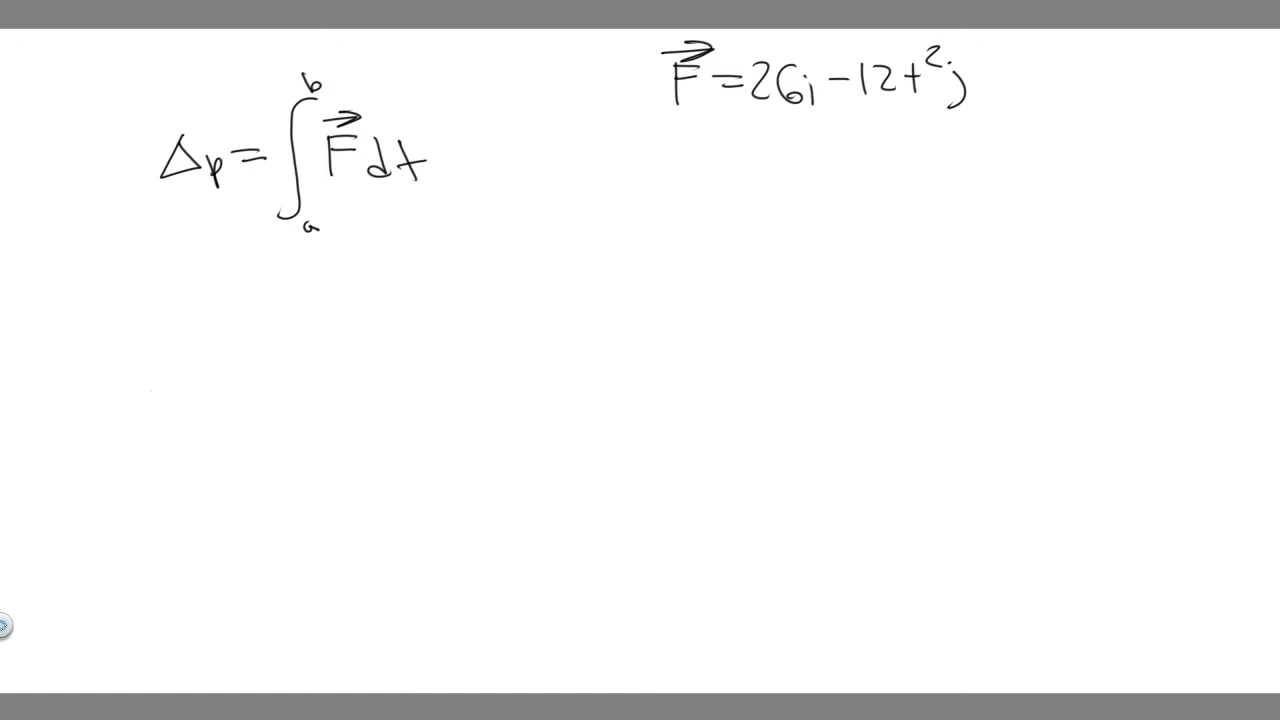 Δp = ∫ₐᵇ F⃗ dt
F⃗ = 26i − 12t²j